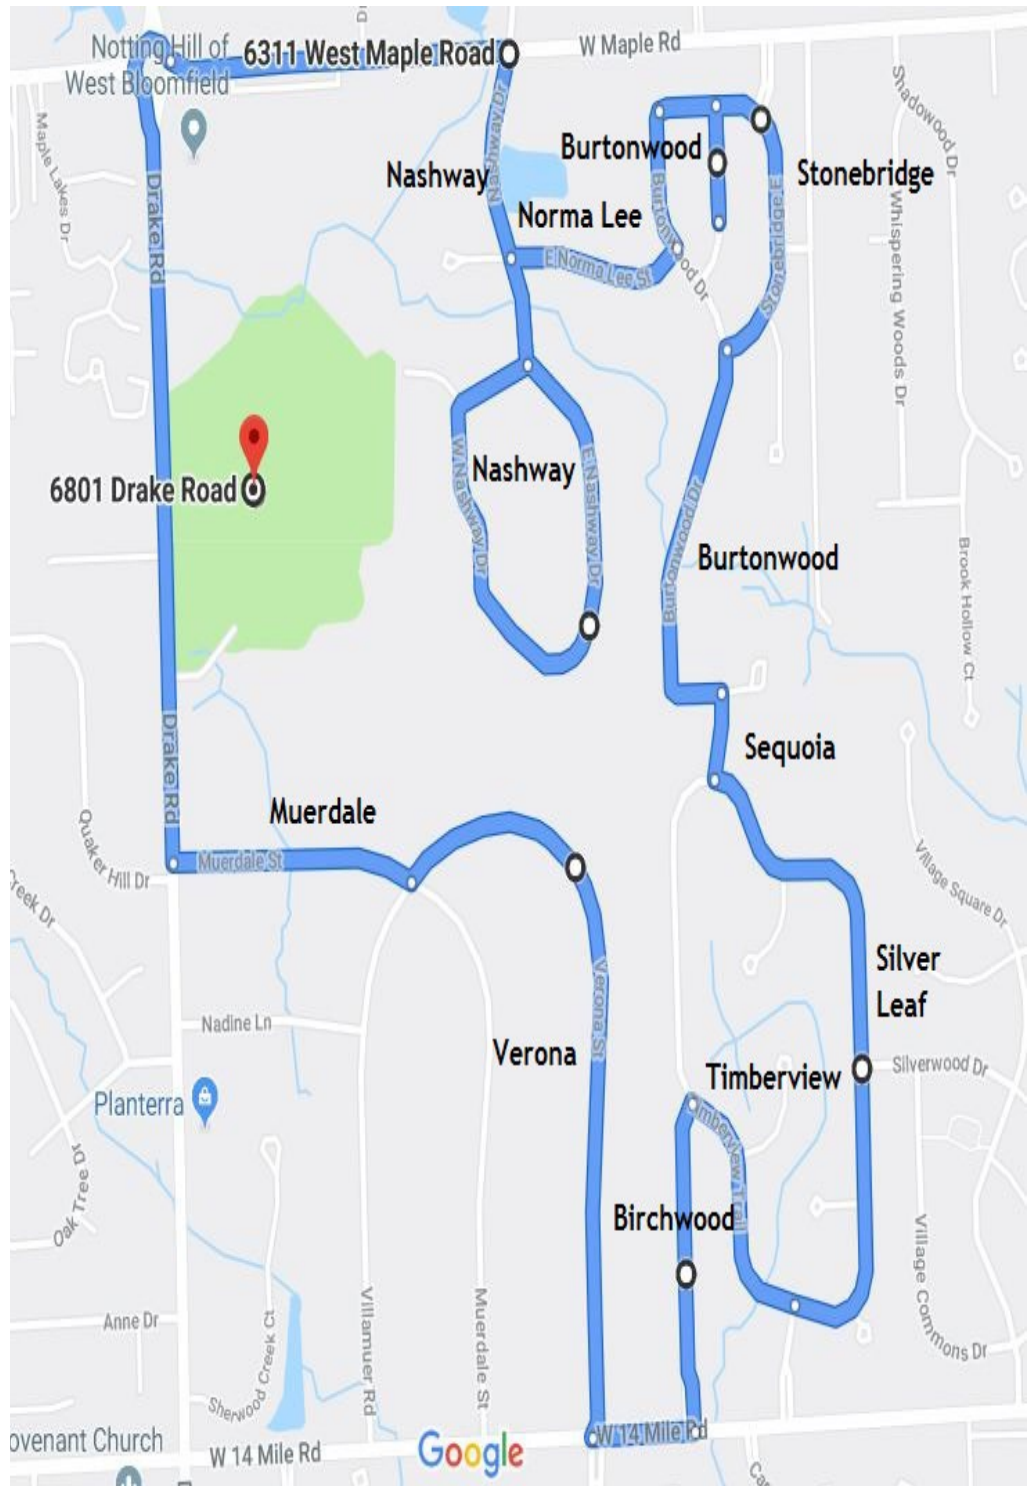 Notting Hill of
West Bloomfield
6311 West Maple Road
W Maple Rd
Maple Lakes Dr
Nashway Dr
Nashway
Burtonwood
Stonebridge
Shadowood Dr
Drake Rd
Norma Lee
E Norma Lee St
Burtonwood Dr
Stonebridge E
Whispering Woods Dr
6801 Drake Road
Nashway
W Nashway Dr
E Nashway Dr
Burtonwood Dr
Burtonwood
Brook Hollow Ct
Drake Rd
Sequoia
Muerdale
Quaker Hill Dr
Muerdale St
Village Square Dr
Creek Dr
Silver
Leaf
Nadine Ln
Verona St
Verona
Timberview
Silverwood Dr
Planterra
Timberview Trail
Oak Tree Dr
Birchwood
Village Commons Dr
Anne Dr
Sherwood Creek Ct
Villamuer Rd
Muerdale St
ovenant Church
W 14 Mile Rd
Google
W 14 Mile Rd